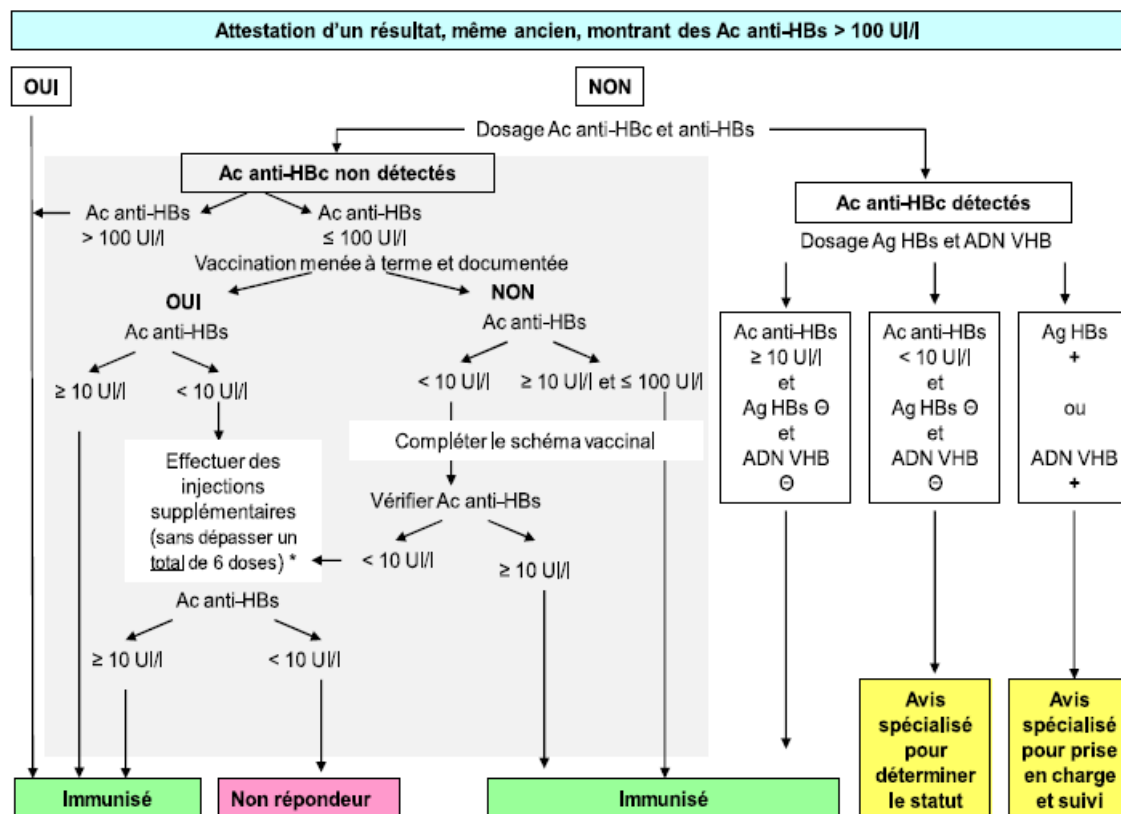 Attestation d'un résultat, même ancien, montrant des Ac anti-HBs > 100 UI/l
OUI
NON
Dosage Ac anti-HBc et anti-HBs
Ac anti-HBc non détectés
Ac anti-HBs
> 100 UI/l
Ac anti-HBs
≤ 100 UI/l
Vaccination menée à terme et documentée
OUI
Ac anti-HBs
≥ 10 UI/l
< 10 UI/l
NON
Ac anti-HBs
< 10 UI/l
≥ 10 UI/l et ≤ 100 UI/l
Compléter le schéma vaccinal
Vérifier Ac anti-HBs
< 10 UI/l
≥ 10 UI/l
Effectuer des
injections
supplémentaires
(sans dépasser un
total de 6 doses) *
Ac anti-HBs
≥ 10 UI/l
< 10 UI/l
Ac anti-HBc détectés
Dosage Ag HBs et ADN VHB
Ac anti-HBs
≥ 10 UI/l
et
Ag HBs Θ
et
ADN VHB
Θ
Ac anti-HBs
< 10 UI/l
et
Ag HBs Θ
et
ADN VHB
Θ
Ag HBs
+
ou
ADN VHB
+
Immunisé
Non répondeur
Immunisé
Avis
spécialisé
pour
déterminer
le statut
Avis
spécialisé
pour prise
en charge
et suivi